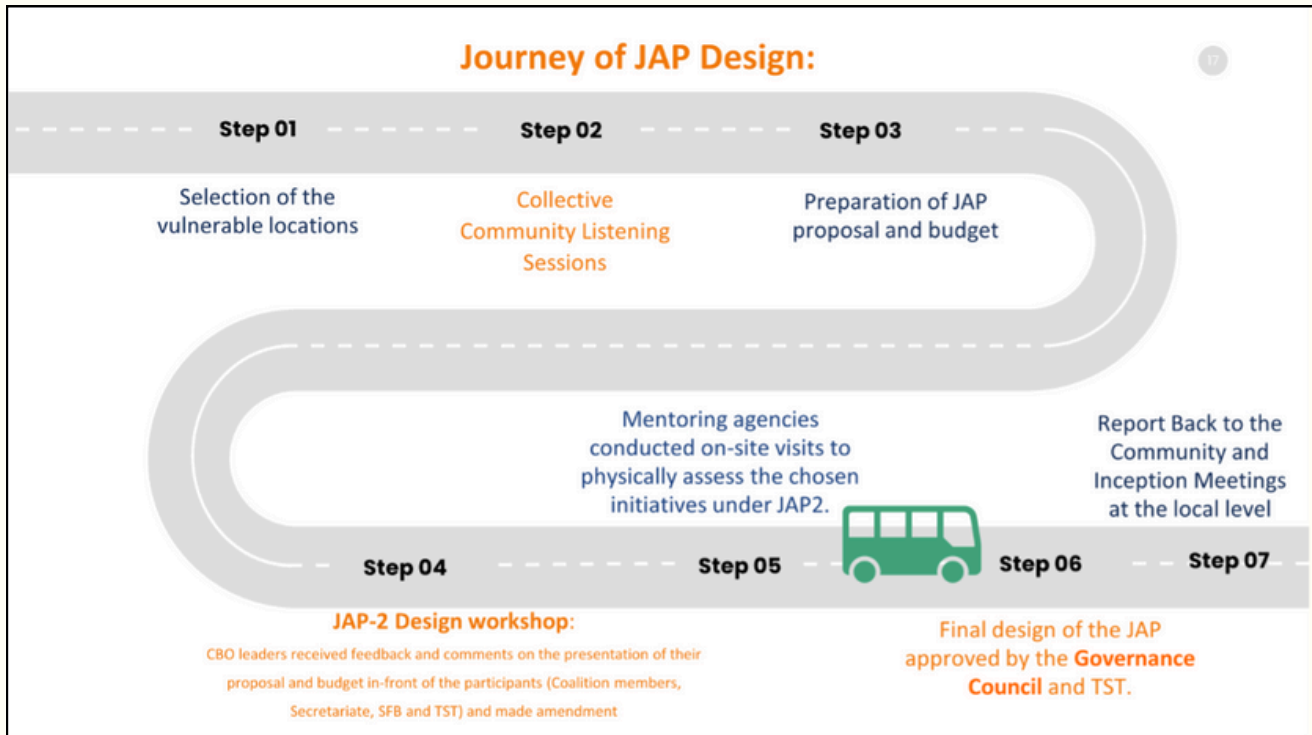 Journey of JAP Design:
17
Step 01
Step 02
Step 03
Selection of the
vulnerable locations
Collective
Community Listening
Sessions
Preparation of JAP
proposal and budget
Mentoring agencies
conducted on-site visits to
physically assess the chosen
initiatives under JAP2.
Report Back to the
Community and
Inception Meetings
at the local level
Step 04
Step 05
Step 06
Step 07
JAP-2 Design workshop:
CBO leaders received feedback and comments on the presentation of their
proposal and budget in-front of the participants (Coalition members,
Secretariate, SFB and TST) and made amendment
Final design of the JAP
approved by the Governance
Council and TST.